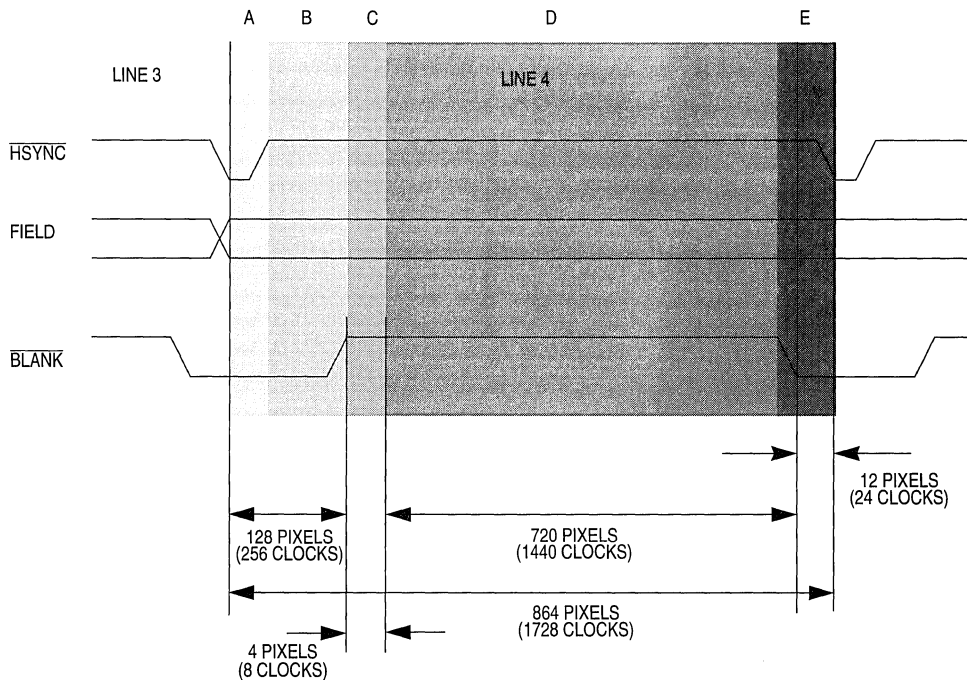 A B C D E
LINE 3
LINE 4
HSYNC
FIELD
BLANK
12 PIXELS
(24 CLOCKS)
128 PIXELS
(256 CLOCKS)
720 PIXELS
(1440 CLOCKS)
864 PIXELS
(1728 CLOCKS)
4 PIXELS
(8 CLOCKS)